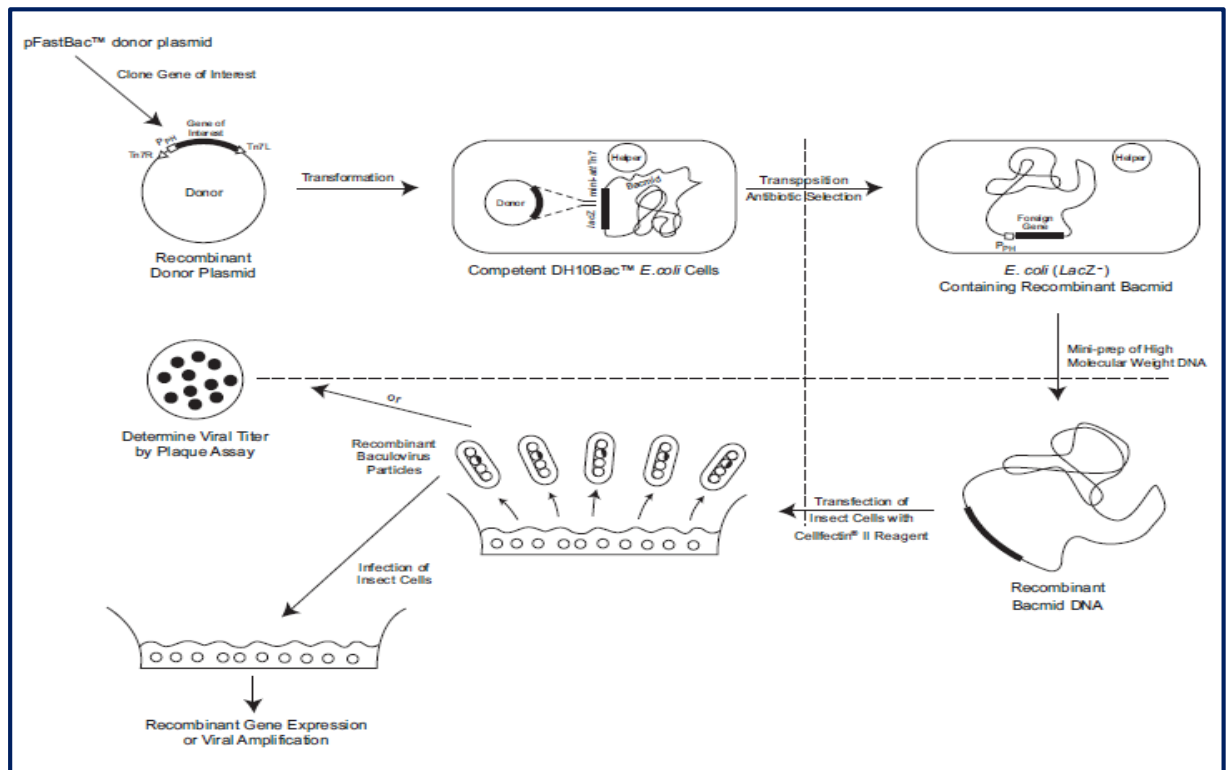 pFastBac™ donor plasmid
Clone Gene of Interest
Gene of
Interest
PPH
Tn7R
Tn7L
Donor
Recombinant
Donor Plasmid
Transformation
Helper
mini-attTn7
lacZ
Bacmid
Donor
Competent DH10Bac™ E.coli Cells
Transposition
Antibiotic Selection
Helper
Foreign
Gene
PPH
E. coli (LacZ⁻)
Containing Recombinant Bacmid
Mini-prep of High
Molecular Weight DNA
Recombinant
Bacmid DNA
Transfection of
Insect Cells with
Cellfectin® II Reagent
Recombinant
Baculovirus
Particles
or
Determine Viral Titer
by Plaque Assay
Infection of
Insect Cells
Recombinant Gene Expression
or Viral Amplification